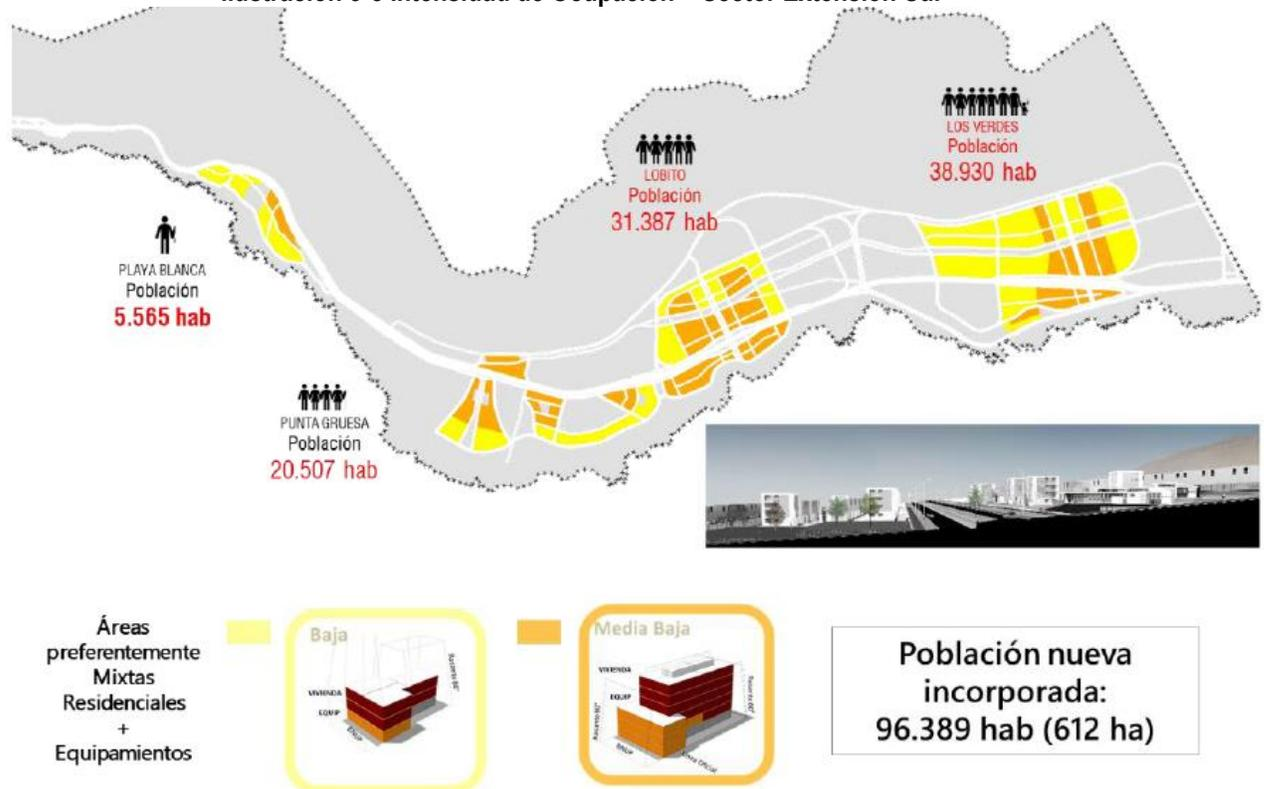 LOS VERDES
Población
38.930 hab
LOBITO
Población
31.387 hab
PLAYA BLANCA
Población
5.565 hab
PUNTA GRUESA
Población
20.507 hab
Áreas
preferentemente
Mixtas
Residenciales
+
Equipamientos
Baja
VIVIENDA
EQUIP
Media Baja
VIVIENDA
EQUIP
Población nueva
incorporada:
96.389 hab (612 ha)